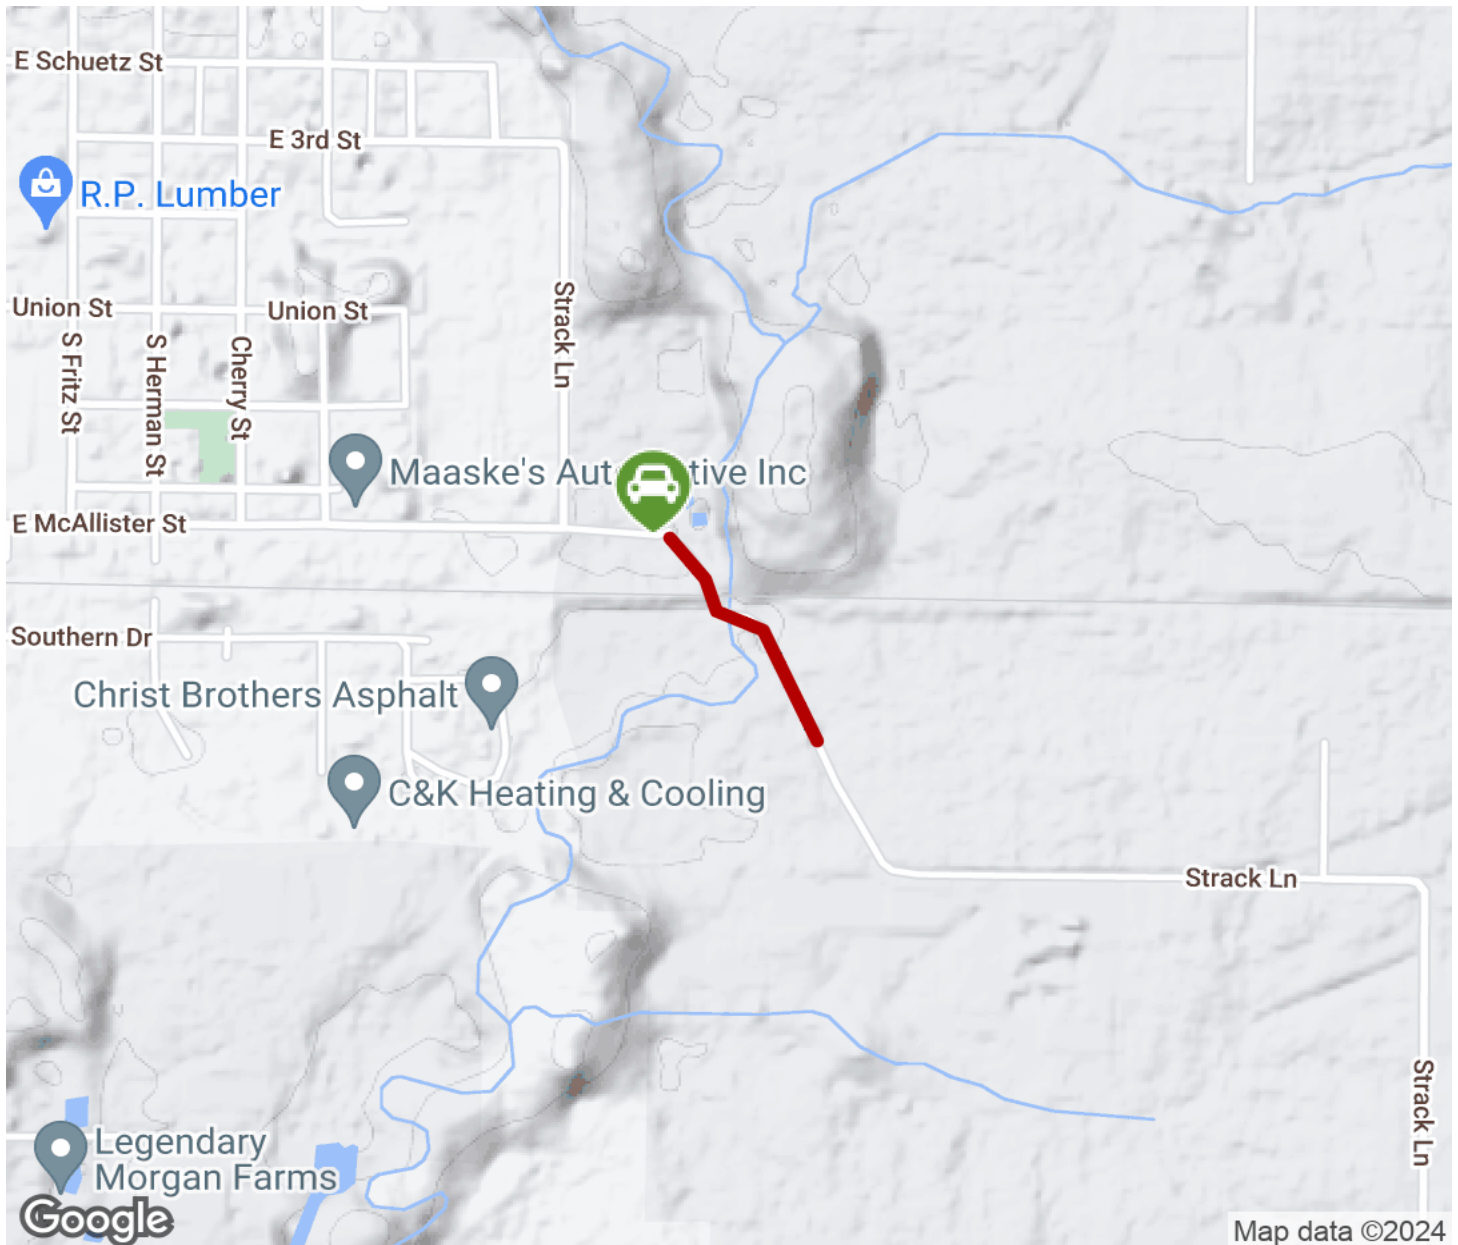 E Schuetz St
E 3rd St
R.P. Lumber
Union St
Union St
Strack Ln
S Fritz St
S Herman St
Cherry St
Maaske's Aut
tive Inc
E McAllister St
Southern Dr
Christ Brothers Asphalt
C&K Heating & Cooling
Strack Ln
Strack Ln
Legendary
Morgan Farms
Google
Map data ©2024